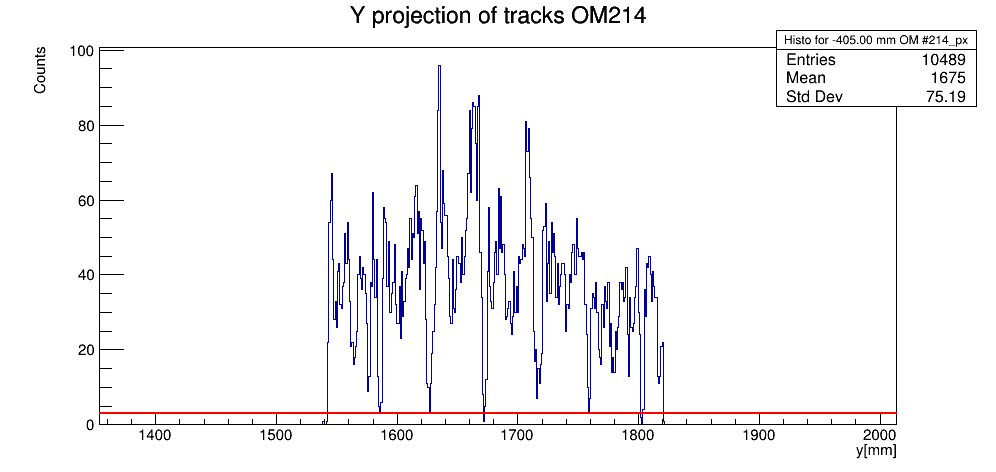 Y projection of tracks OM214
Histo for -405.00 mm OM #214_px
Entries 10489
Mean 1675
Std Dev 75.19
Counts
100
80
60
40
20
0
1400 1500 1600 1700 1800 1900 2000
y[mm]